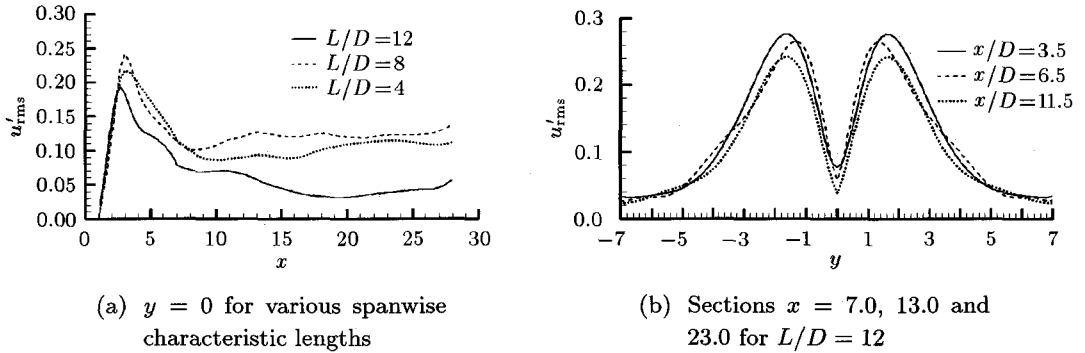 0.30
0.25
0.20
0.15
0.10
0.05
0.00
u′rms
0 5 10 15 20 25 30
x
L/D=12
L/D=8
L/D=4
(a) y = 0 for various spanwise
characteristic lengths
0.3
0.2
0.1
0.0
u′rms
−7 −5 −3 −1 1 3 5 7
y
x/D=3.5
x/D=6.5
x/D=11.5
(b) Sections x = 7.0, 13.0 and
23.0 for L/D = 12